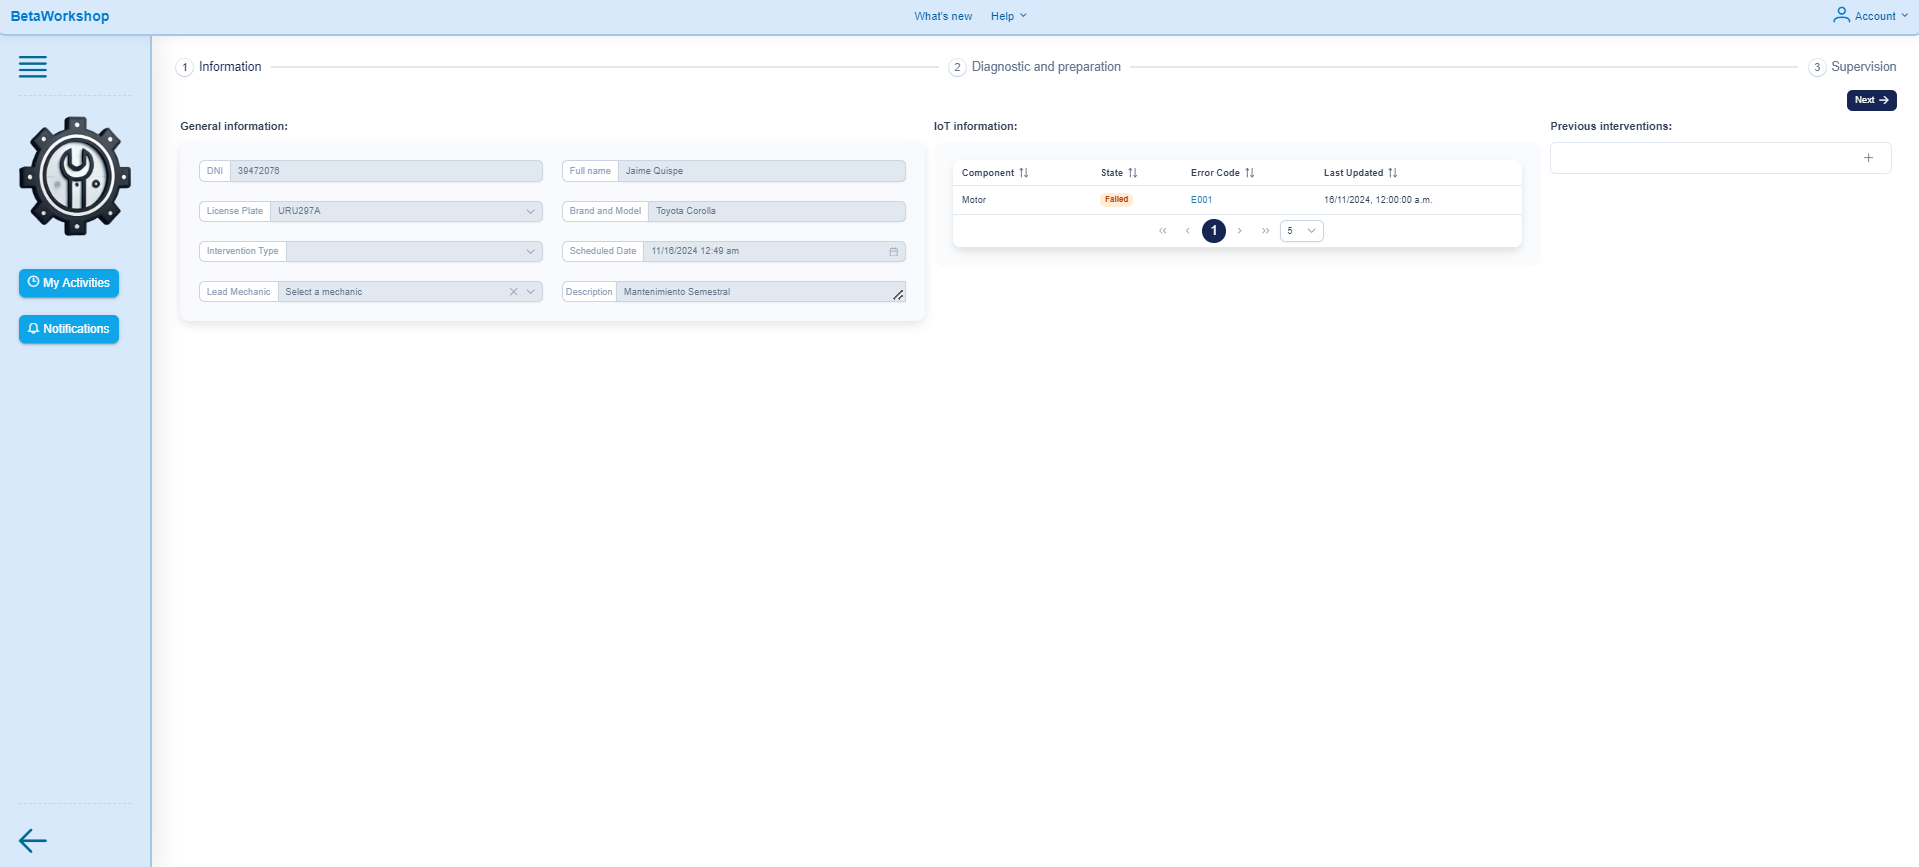 BetaWorkshop
What's new
Help
Account
1 Information
2 Diagnostic and preparation
3 Supervision
Next
General information:
IoT information:
Previous interventions:
DNI 39472076
Full name Jaime Quispe
License Plate URU297A
Brand and Model Toyota Corolla
Intervention Type
Scheduled Date 11/16/2024 12:49 am
Lead Mechanic Select a mechanic
Description Mantenimiento Semestral
Component State Error Code Last Updated
Motor Failed E001 16/11/2024, 12:00:00 a.m.
1 5
My Activities
Notifications